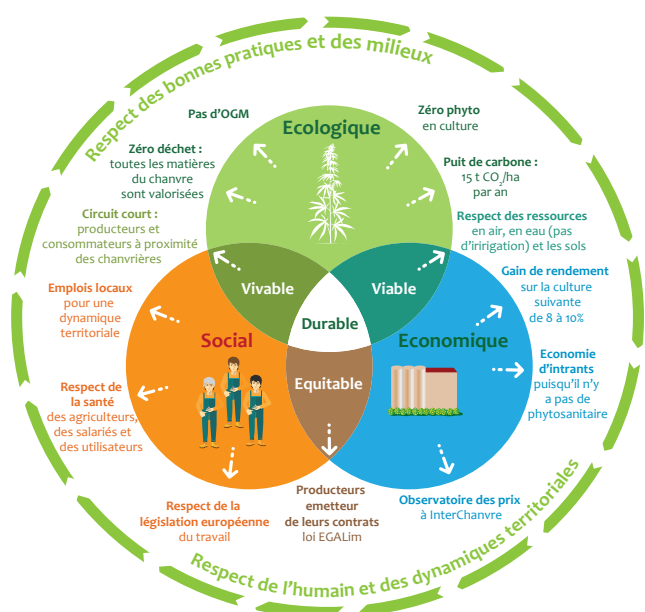 Respect des bonnes pratiques et des milieux
Pas d'OGM
Ecologique
Zéro phyto
en culture
Zéro déchet :
toutes les matières
du chanvre
sont valorisées
Puit de carbone :
15 t CO₂/ha
par an
Circuit court :
producteurs et
consommateurs à proximité
des chanvrières
Respect des ressources
en air, en eau (pas
d'iririgation) et les sols
Emplois locaux
pour une
dynamique
territoriale
Vivable
Viable
Gain de rendement
sur la culture
suivante
de 8 à 10%
Durable
Social
Economique
Economie
d'intrants
puisqu'il n'y
a pas de
phytosanitaire
Equitable
Respect de
la santé
des agriculteurs,
des salariés et
des utilisateurs
Respect de la
législation européenne
du travail
Producteurs
emetteur
de leurs contrats
loi EGALim
Observatoire des prix
à InterChanvre
Respect de l'humain et des dynamiques territoriales